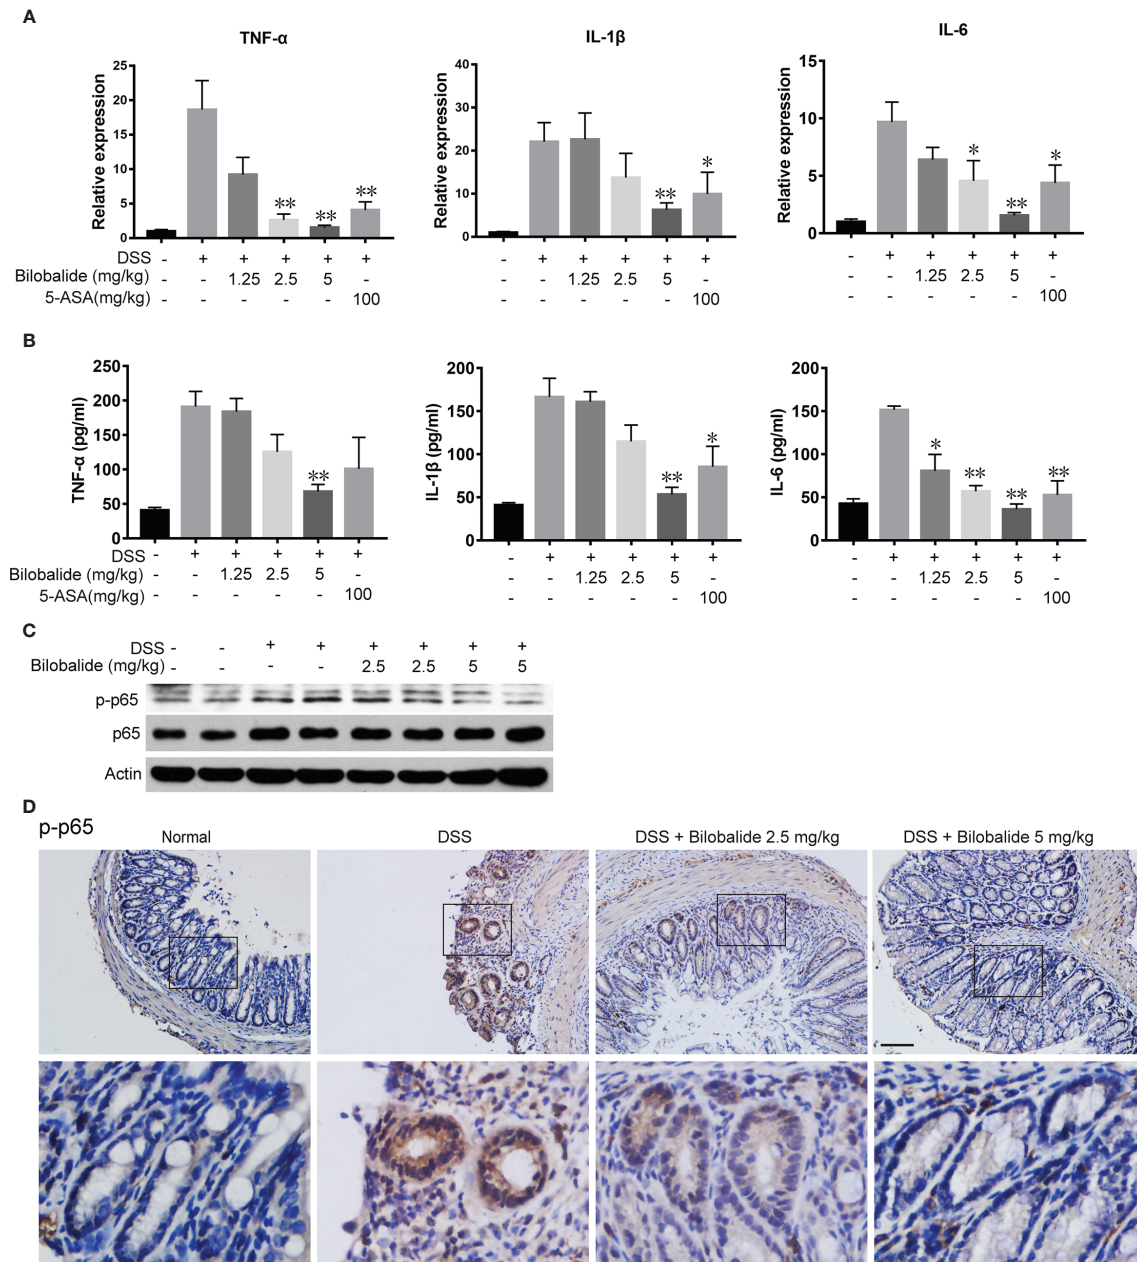 A
TNF-α
IL-1β
IL-6
Relative expression
25
20
15
10
5
0
Relative expression
40
30
20
10
0
Relative expression
15
10
5
0
** ** **
** *
* ** *
DSS - + + + + +
Bilobalide (mg/kg) - - 1.25 2.5 5 -
5-ASA(mg/kg) - - - - - 100
- + + + + +
- - 1.25 2.5 5 -
- - - - - 100
- + + + + +
- - 1.25 2.5 5 -
- - - - - 100
B
TNF-α (pg/ml)
250
200
150
100
50
0
IL-1β (pg/ml)
200
150
100
50
0
IL-6 (pg/ml)
200
150
100
50
0
**
** *
* ** ** **
DSS - + + + + +
Bilobalide (mg/kg) - - 1.25 2.5 5 -
5-ASA(mg/kg) - - - - - 100
- + + + + +
- - 1.25 2.5 5 -
- - - - - 100
- + + + + +
- - 1.25 2.5 5 -
- - - - - 100
C
DSS - - + + + + + +
Bilobalide (mg/kg) - - - - 2.5 2.5 5 5
p-p65
p65
Actin
D
p-p65
Normal
DSS
DSS + Bilobalide 2.5 mg/kg
DSS + Bilobalide 5 mg/kg